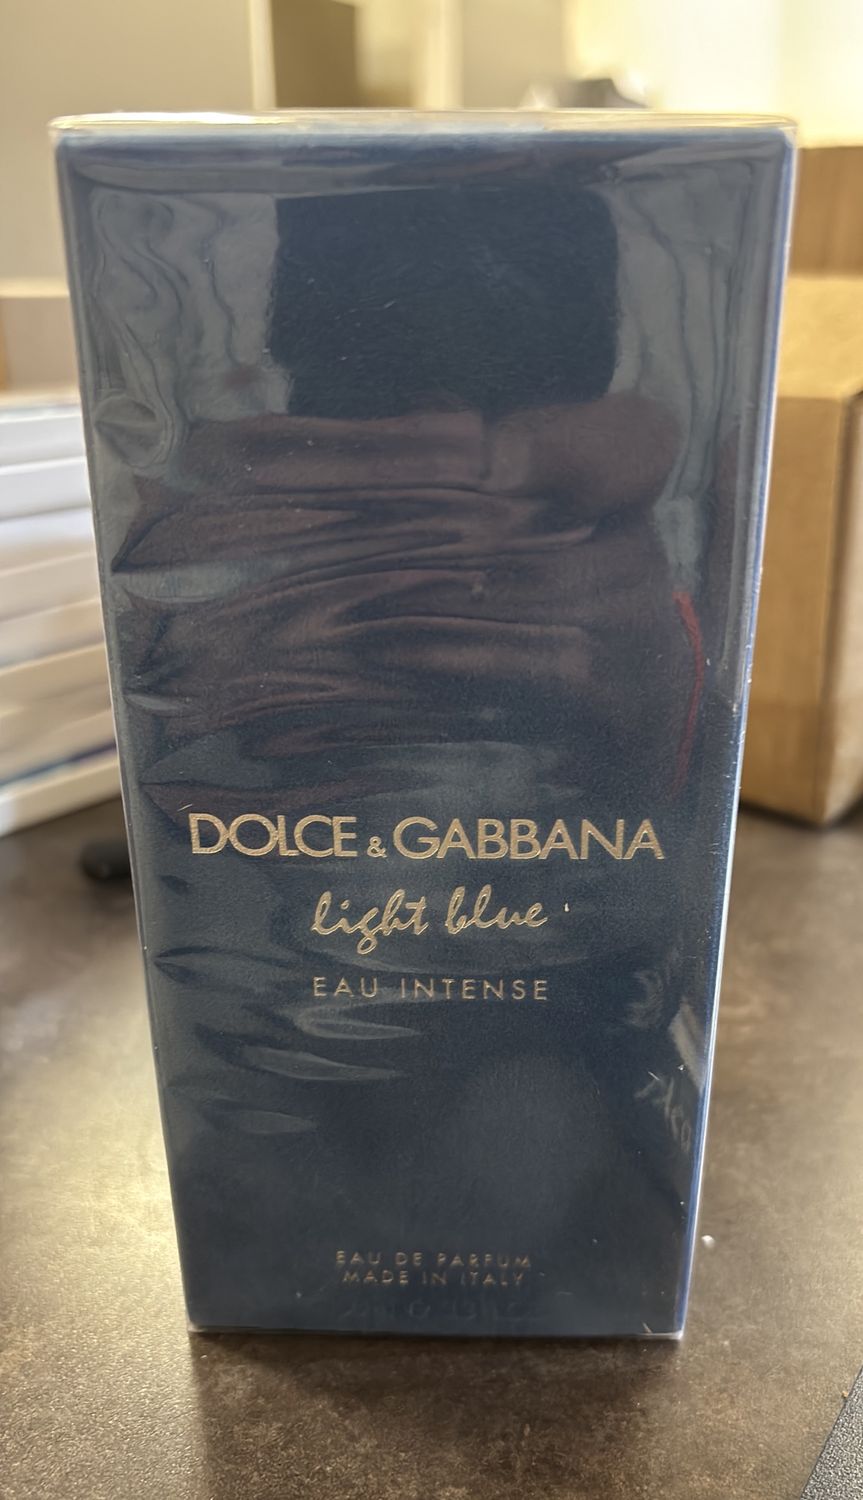 DOLCE & GABBANA
light blue
EAU INTENSE
EAU DE PARFUM
MADE IN ITALY